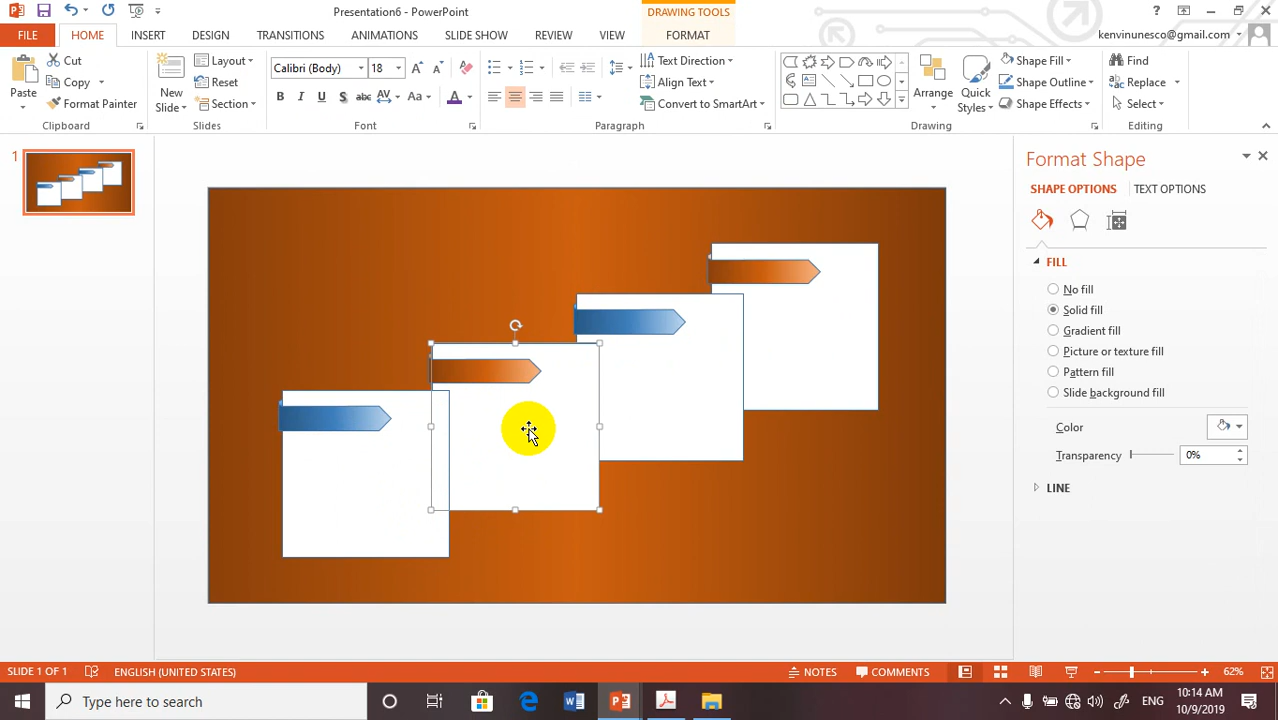 Presentation6 - PowerPoint
DRAWING TOOLS
?
FILE
HOME
INSERT
DESIGN
TRANSITIONS
ANIMATIONS
SLIDE SHOW
REVIEW
VIEW
FORMAT
kenvinunesco@gmail.com
Paste
Cut
Copy
Format Painter
Clipboard
New
Slide
Layout
Reset
Section
Slides
Calibri (Body)
18
B I U S abc AV Aa A
Font
Text Direction
Align Text
Convert to SmartArt
Paragraph
Arrange
Quick
Styles
Shape Fill
Shape Outline
Shape Effects
Drawing
Find
Replace
Select
Editing
1
Format Shape
SHAPE OPTIONS
TEXT OPTIONS
FILL
No fill
Solid fill
Gradient fill
Picture or texture fill
Pattern fill
Slide background fill
Color
Transparency
0%
LINE
SLIDE 1 OF 1
ENGLISH (UNITED STATES)
NOTES
COMMENTS
62%
Type here to search
ENG
10:14 AM
10/9/2019